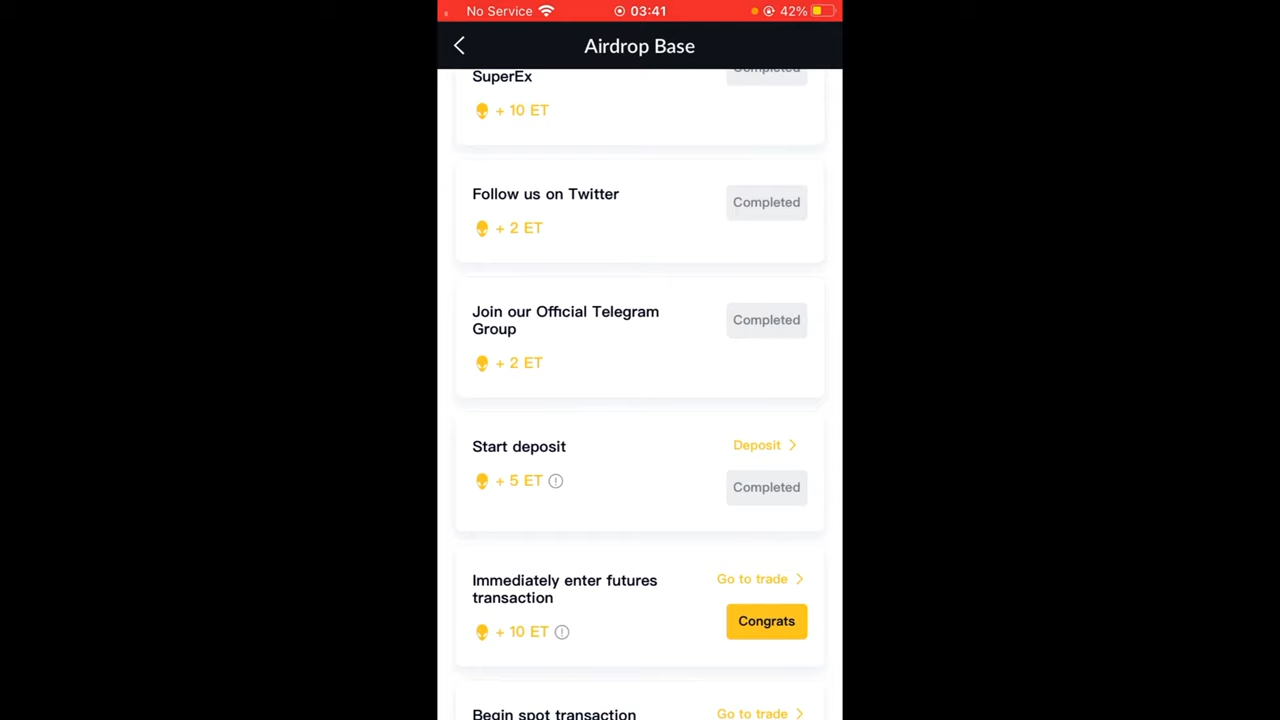 No Service 03:41 42%
Airdrop Base
SuperEx
Completed
+ 10 ET
Follow us on Twitter
Completed
+ 2 ET
Join our Official Telegram
Group
Completed
+ 2 ET
Start deposit
Deposit >
+ 5 ET
Completed
Immediately enter futures
transaction
Go to trade >
+ 10 ET
Congrats
Begin spot transaction
Go to trade >